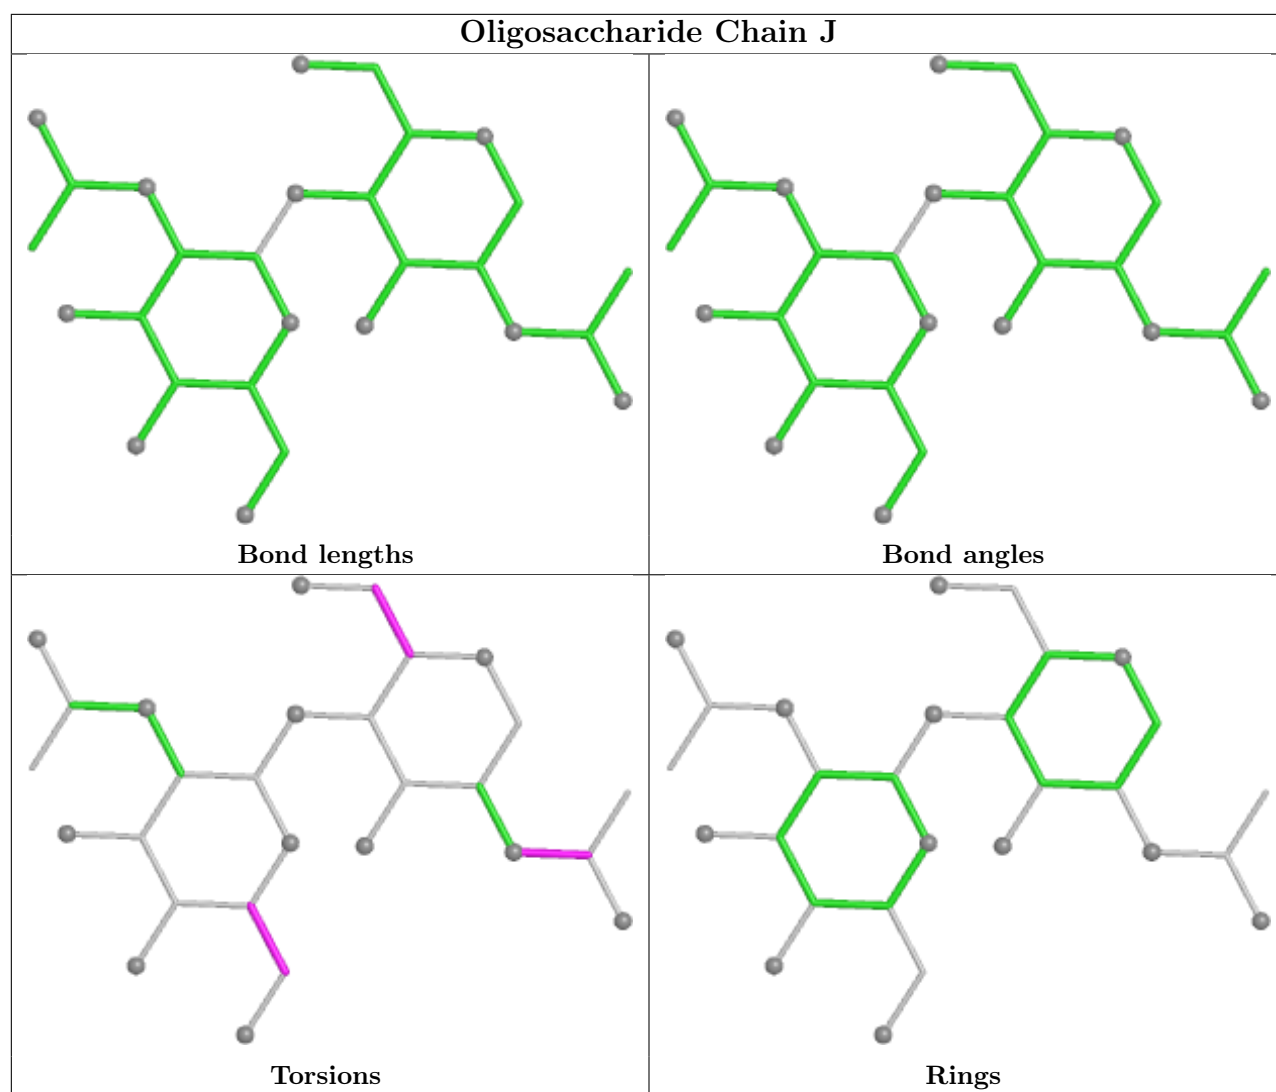 Oligosaccharide Chain J
Bond lengths
Bond angles
Torsions
Rings